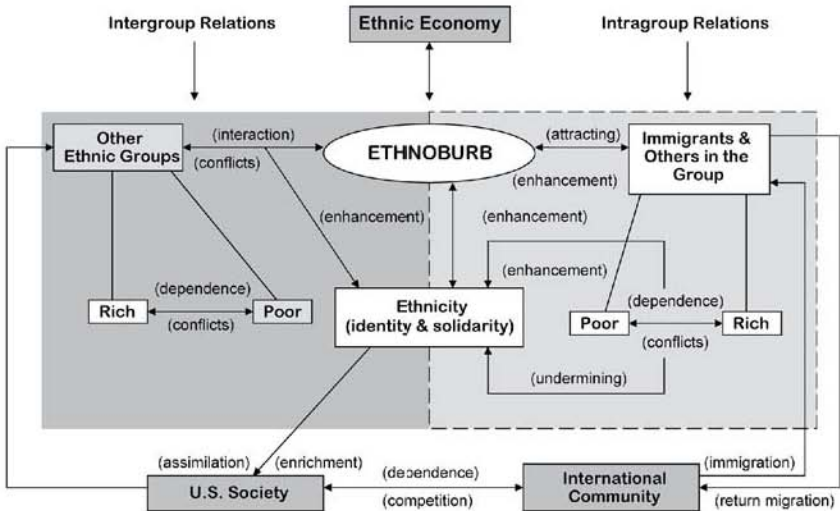 Intergroup Relations
Ethnic Economy
Intragroup Relations
Other
Ethnic Groups
(interaction)
(conflicts)
ETHNOBURB
(attracting)
(enhancement)
Immigrants &
Others in the
Group
(enhancement)
(enhancement)
(enhancement)
(dependence)
(conflicts)
Rich
Poor
Ethnicity
(identity & solidarity)
(dependence)
(conflicts)
Poor
Rich
(undermining)
(assimilation)
(enrichment)
(dependence)
(competition)
U.S. Society
International
Community
(immigration)
(return migration)